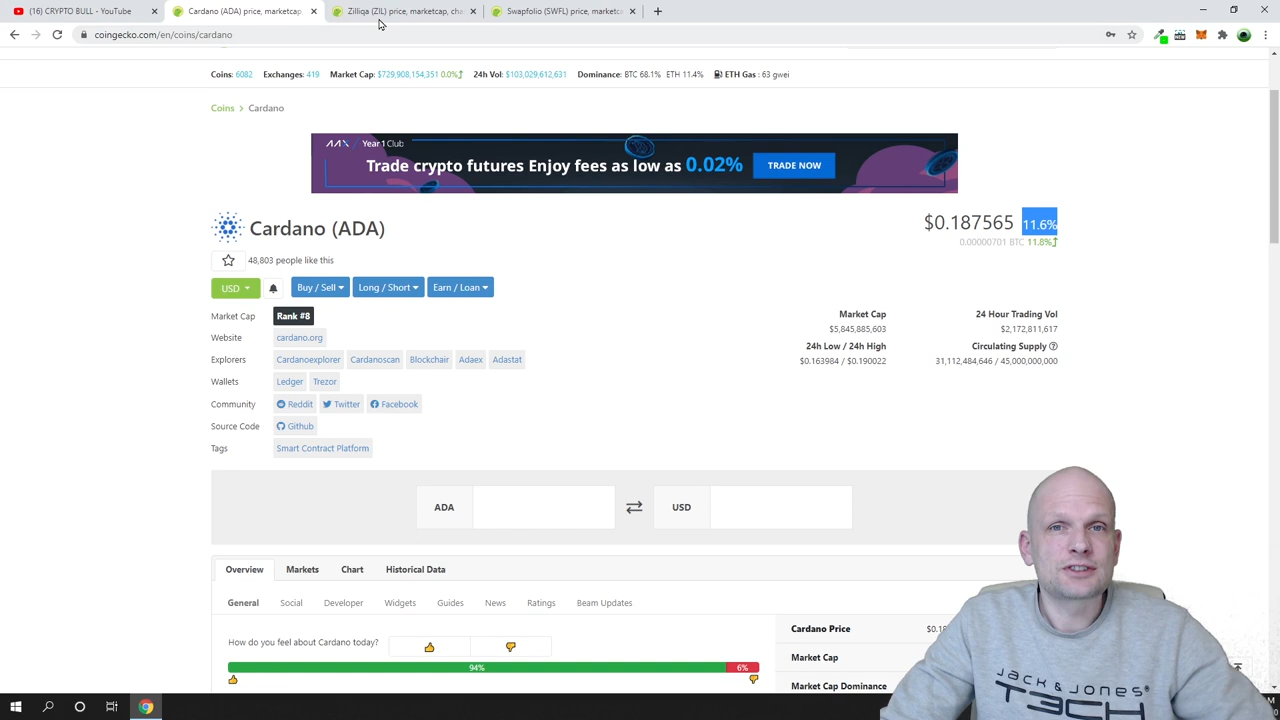 (16) CRYPTO BULL - YouTube
Cardano (ADA) price, marketcap,
Zilliqa (ZIL) price, marketcap, cha
Swapfolio (SWFL) price, marketc
coingecko.com/en/coins/cardano
Coins: 6082 Exchanges: 419 Market Cap: $729,908,154,351 0.0% 24h Vol: $103,029,612,631 Dominance: BTC 68.1% ETH 11.4% ETH Gas : 63 gwei
Coins > Cardano
AAX Year 1 Club
Trade crypto futures Enjoy fees as low as 0.02%
TRADE NOW
Cardano (ADA)
$0.187565 11.6%
0.00000701 BTC 11.8%
48,803 people like this
USD
Buy / Sell
Long / Short
Earn / Loan
Market Cap Rank #8
Market Cap
$5,845,885,603
24 Hour Trading Vol
$2,172,811,617
Website cardano.org
24h Low / 24h High
$0.163984 / $0.190022
Circulating Supply
31,112,484,646 / 45,000,000,000
Explorers Cardanoexplorer Cardanoscan Blockchair Adaex Adastat
Wallets Ledger Trezor
Community Reddit Twitter Facebook
Source Code Github
Tags Smart Contract Platform
ADA
USD
Overview Markets Chart Historical Data
General Social Developer Widgets Guides News Ratings Beam Updates
How do you feel about Cardano today?
94% 6%
Cardano Price
Market Cap
Market Cap Dominance
JACK & JONES
TECH